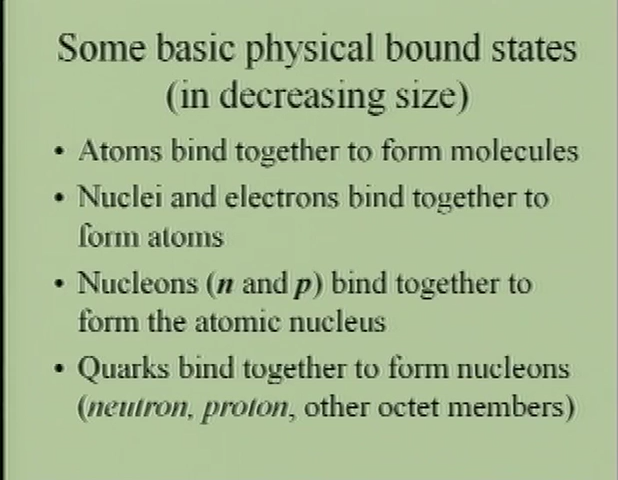 Some basic physical bound states
(in decreasing size)
• Atoms bind together to form molecules
• Nuclei and electrons bind together to
form atoms
• Nucleons (n and p) bind together to
form the atomic nucleus
• Quarks bind together to form nucleons
(neutron, proton, other octet members)